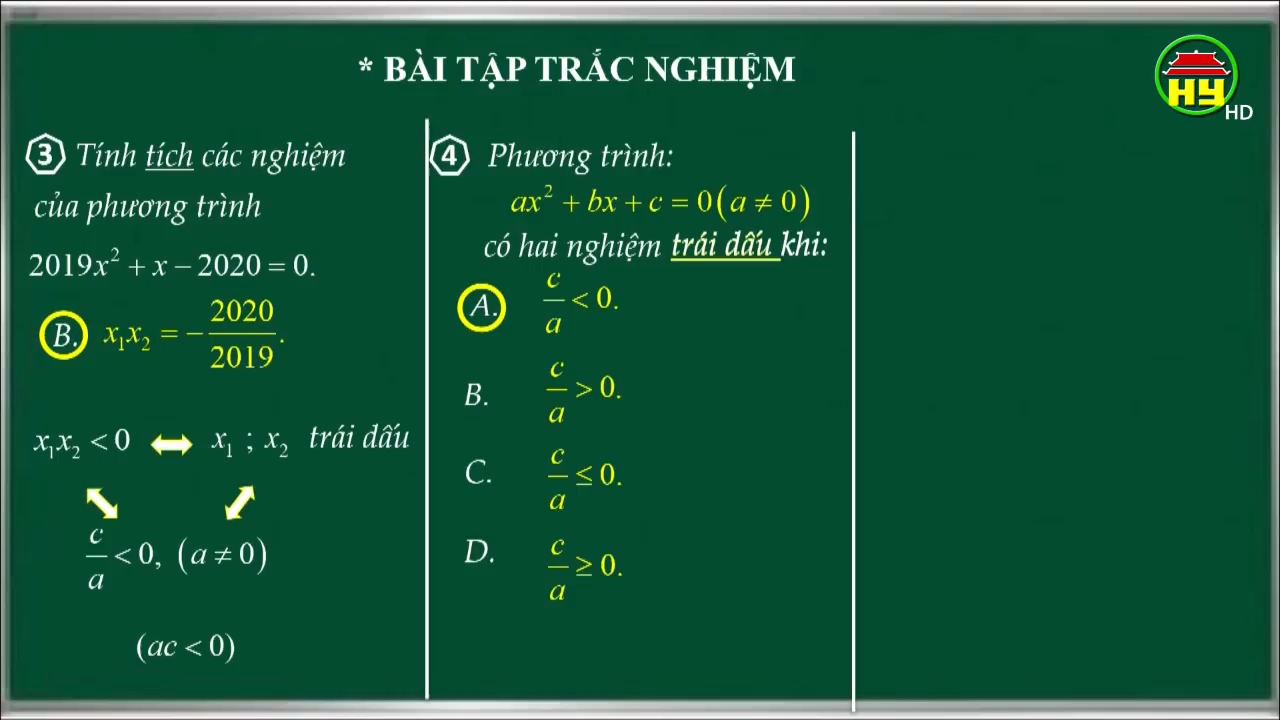 * BÀI TẬP TRẮC NGHIỆM
HY
HD
3 Tính tích các nghiệm
của phương trình
2019x² + x − 2020 = 0.
B. x₁x₂ = −2020/2019.
x₁x₂ < 0 ⟷ x₁ ; x₂ trái dấu
c/a < 0, (a ≠ 0)
(ac < 0)
4 Phương trình:
ax² + bx + c = 0 (a ≠ 0)
có hai nghiệm trái dấu khi:
A. c/a < 0.
B. c/a > 0.
C. c/a ≤ 0.
D. c/a ≥ 0.